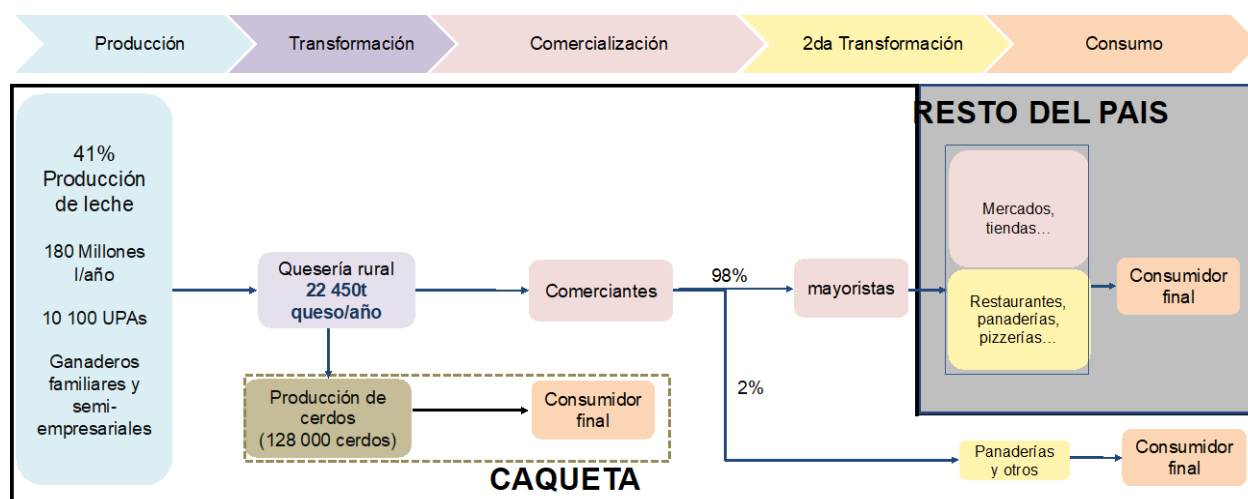 Producción
Transformación
Comercialización
2da Transformación
Consumo
RESTO DEL PAIS
41%
Producción
de leche
180 Millones
l/año
10 100 UPAs
Ganaderos
familiares y
semi-
empresariales
Quesería rural
22 450t
queso/año
Comerciantes
98%
mayoristas
Mercados,
tiendas…
Restaurantes,
panaderías,
pizzerías…
Consumidor
final
2%
Producción de
cerdos
(128 000 cerdos)
Consumidor
final
CAQUETA
Panaderías
y otros
Consumidor
final